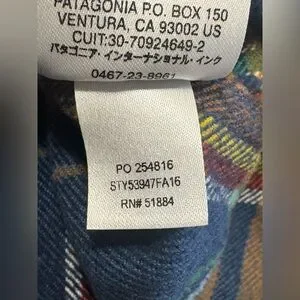 PATAGONIA P.O. BOX 150
VENTURA, CA 93002 US
CUIT:30-70924649-2
パタゴニア・インターナショナル・インク
0467-23-8961
PO 254816
STY53947FA16
RN# 51884